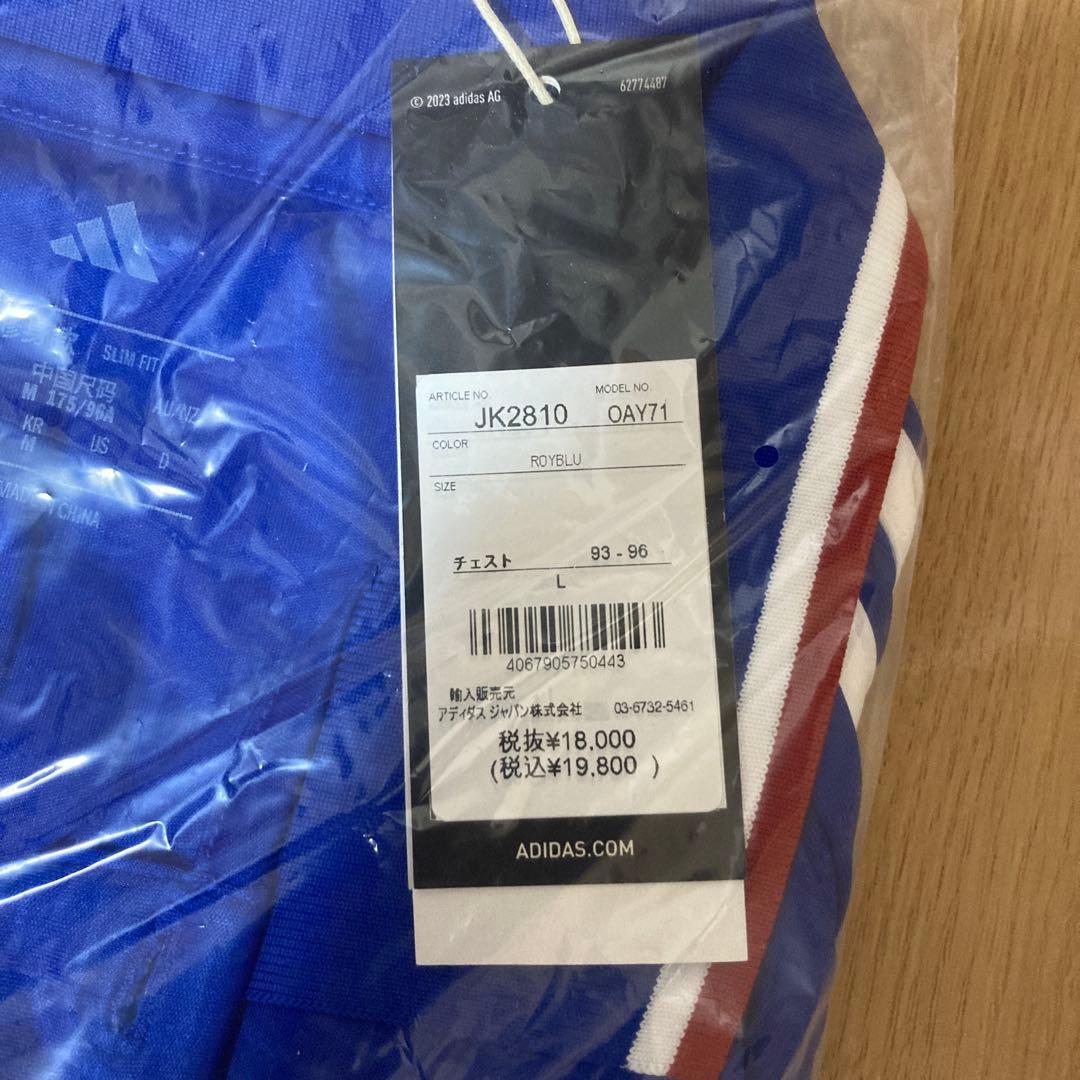 © 2023 adidas AG
62774487
ARTICLE NO.
MODEL NO.
JK2810
OAY71
COLOR
ROYBLU
SIZE
チェスト 93 - 96
L
4067905750443
輸入販売元
アディダス ジャパン株式会社 03-6732-5461
税抜¥18,000
(税込¥19,800 )
ADIDAS.COM
SLIM FIT
中国尺码
M 175/96A
KR US D
M
CHINA